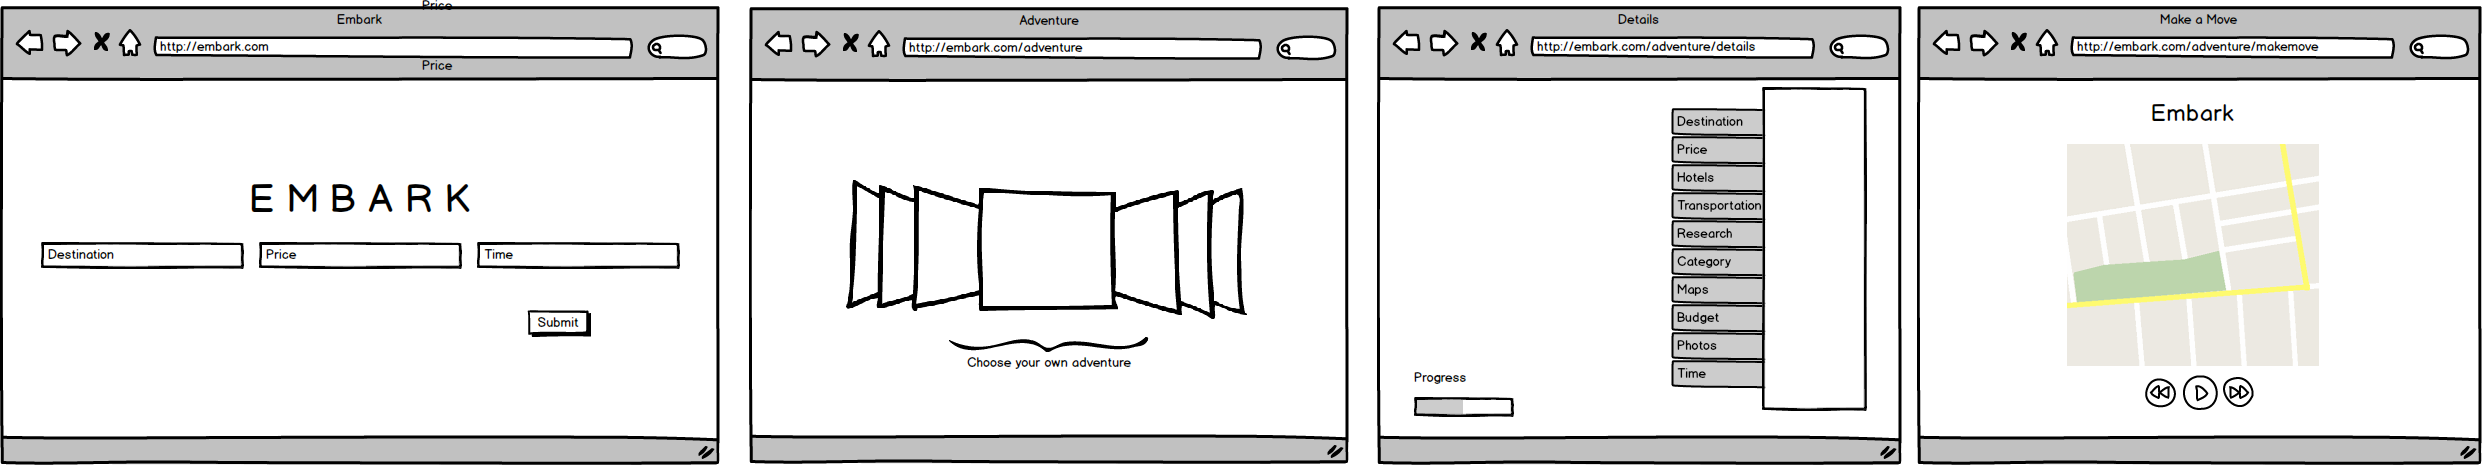 Price
Embark
http://embark.com
Price
EMBARK
Destination
Price
Time
Submit
Adventure
http://embark.com/adventure
Choose your own adventure
Details
http://embark.com/adventure/details
Destination
Price
Hotels
Transportation
Research
Category
Maps
Budget
Photos
Time
Progress
Make a Move
http://embark.com/adventure/makemove
Embark